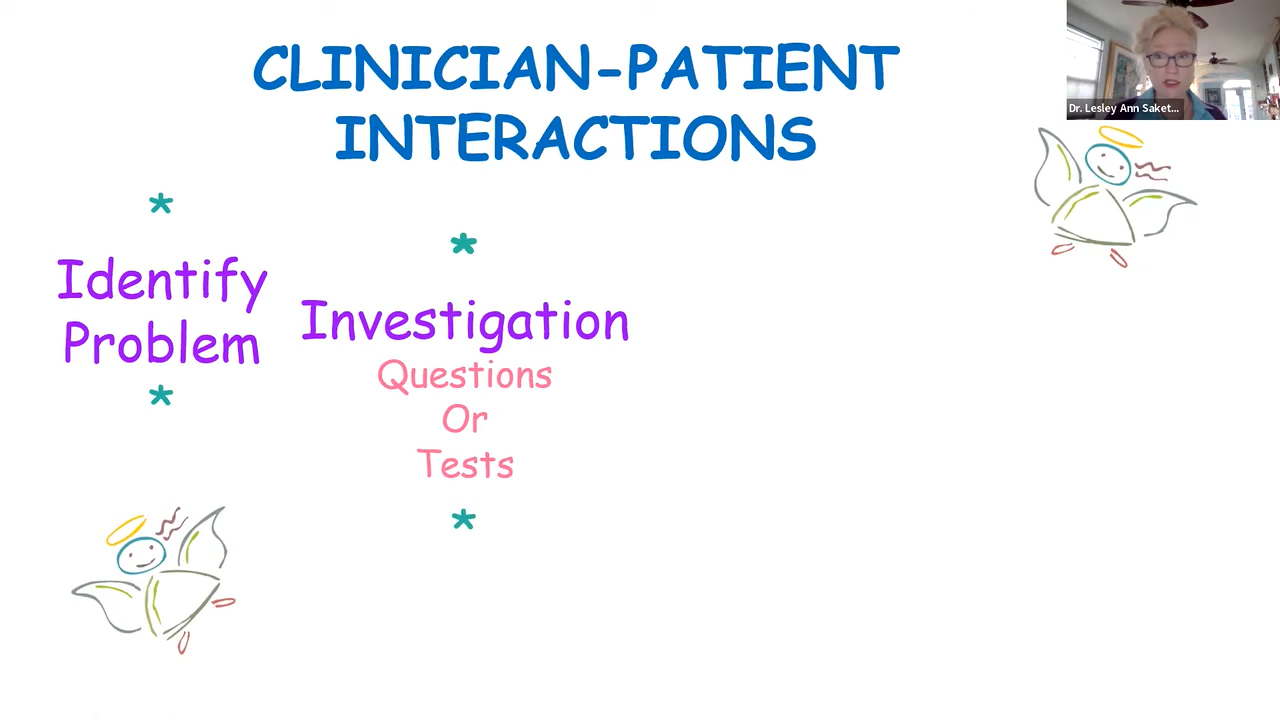 CLINICIAN-PATIENT
INTERACTIONS
Dr. Lesley Ann Saket...
*
Identify
Problem
*
*
Investigation
Questions
Or
Tests
*